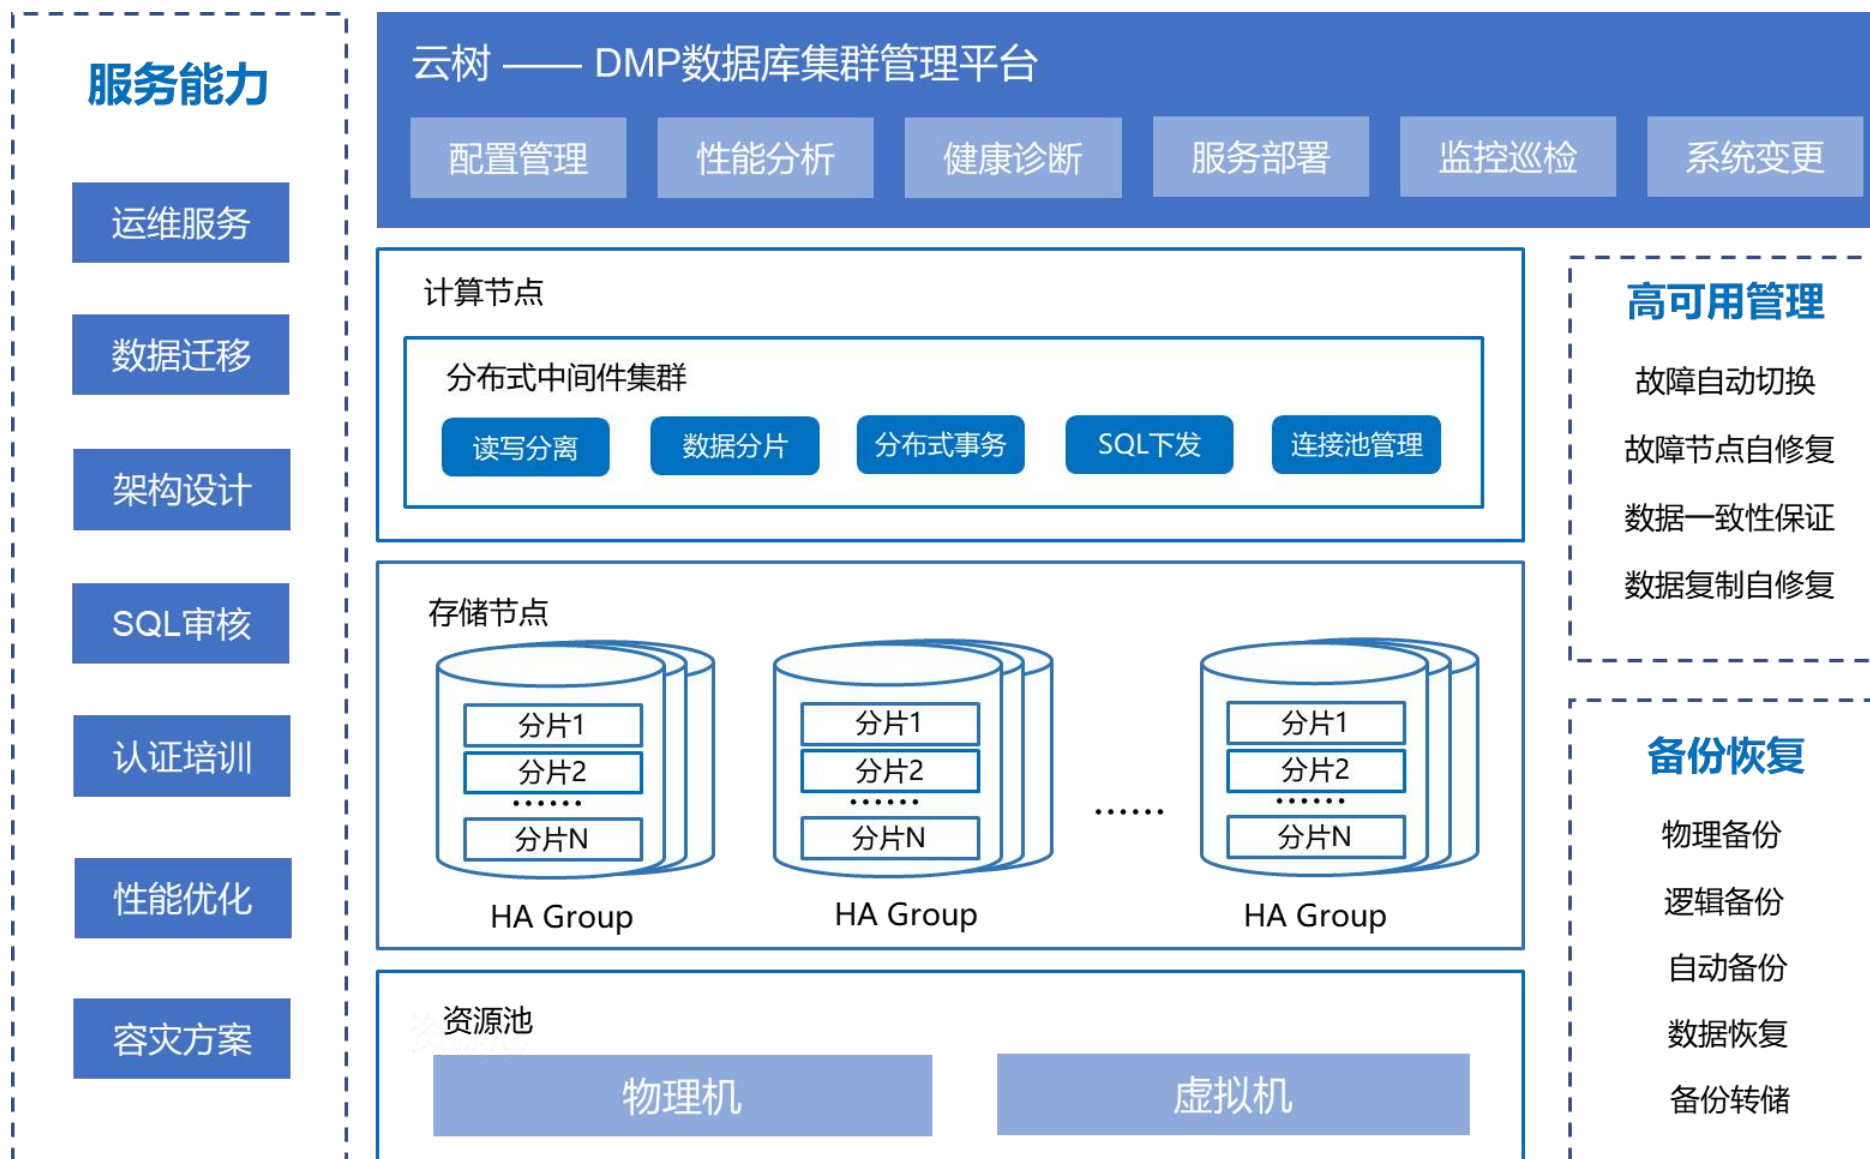 服务能力
运维服务
数据迁移
架构设计
SQL审核
认证培训
性能优化
容灾方案
云树 —— DMP数据库集群管理平台
配置管理
性能分析
健康诊断
服务部署
监控巡检
系统变更
计算节点
分布式中间件集群
读写分离
数据分片
分布式事务
SQL下发
连接池管理
存储节点
分片1
分片2
······
分片N
HA Group
分片1
分片2
······
分片N
HA Group
······
分片1
分片2
······
分片N
HA Group
资源池
物理机
虚拟机
高可用管理
故障自动切换
故障节点自修复
数据一致性保证
数据复制自修复
备份恢复
物理备份
逻辑备份
自动备份
数据恢复
备份转储